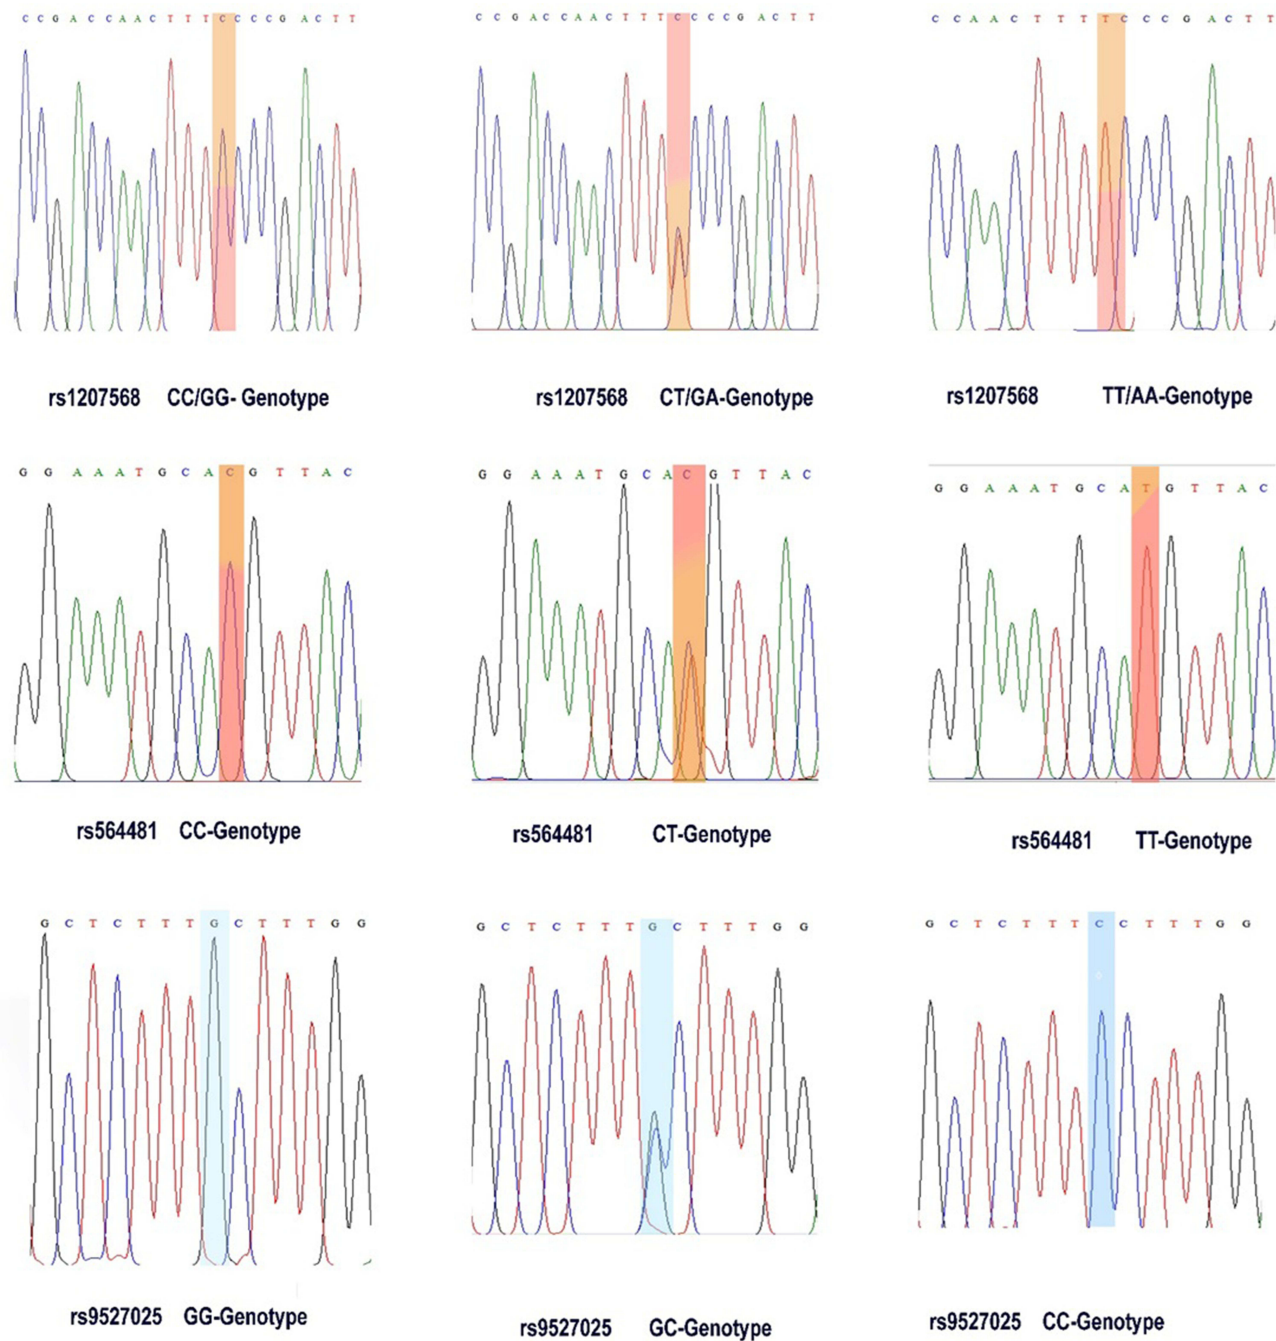 C C G A C C A A C T T T C C C C G A C T T
C C G A C C A A C T T T C C C C G A C T T
C C A A C T T T T C C C G A C T T
rs1207568 CC/GG- Genotype
rs1207568 CT/GA-Genotype
rs1207568 TT/AA-Genotype
G G A A A T G C A C G T T A C
G G A A A T G C A C G T T A C
G G A A A T G C A T G T T A C
rs564481 CC-Genotype
rs564481 CT-Genotype
rs564481 TT-Genotype
G C T C T T T G C T T T G G
G C T C T T T G C T T T G G
G C T C T T T C C T T T G G
rs9527025 GG-Genotype
rs9527025 GC-Genotype
rs9527025 CC-Genotype